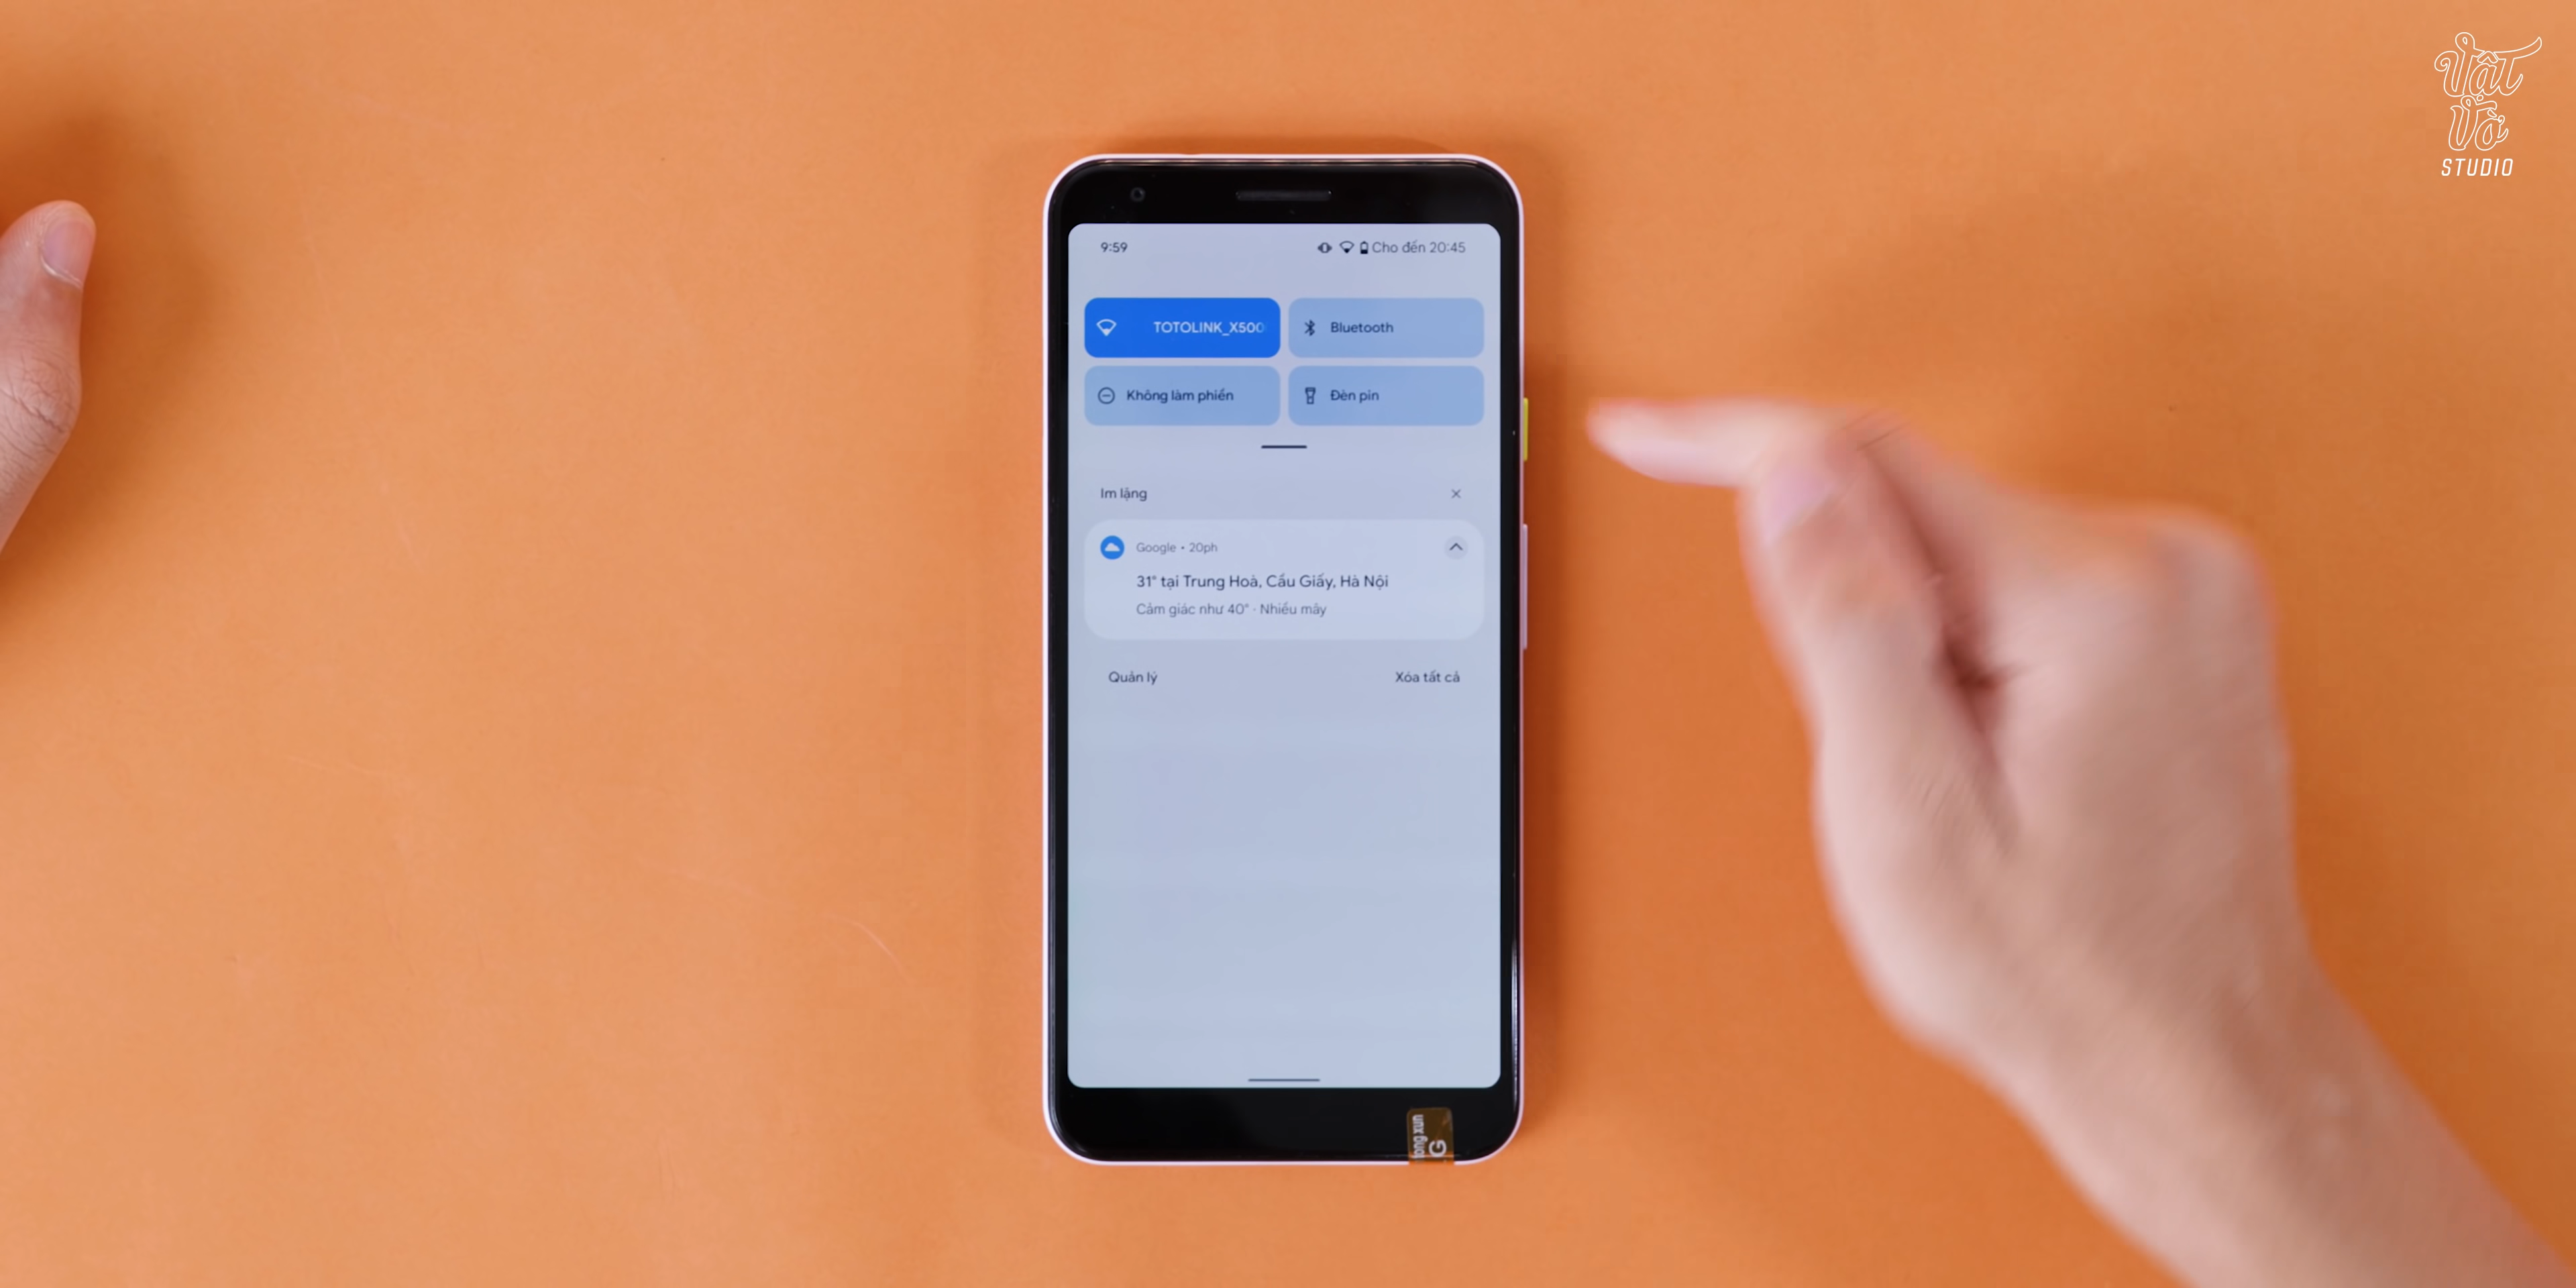 Vật
Vờ
STUDIO
9:59
Cho đến 20:45
TOTOLINK_X500
Bluetooth
Không làm phiền
Đèn pin
Im lặng
Google • 20ph
31° tại Trung Hoà, Cầu Giấy, Hà Nội
Cảm giác như 40° · Nhiều mây
Quản lý
Xóa tất cả
xun
G